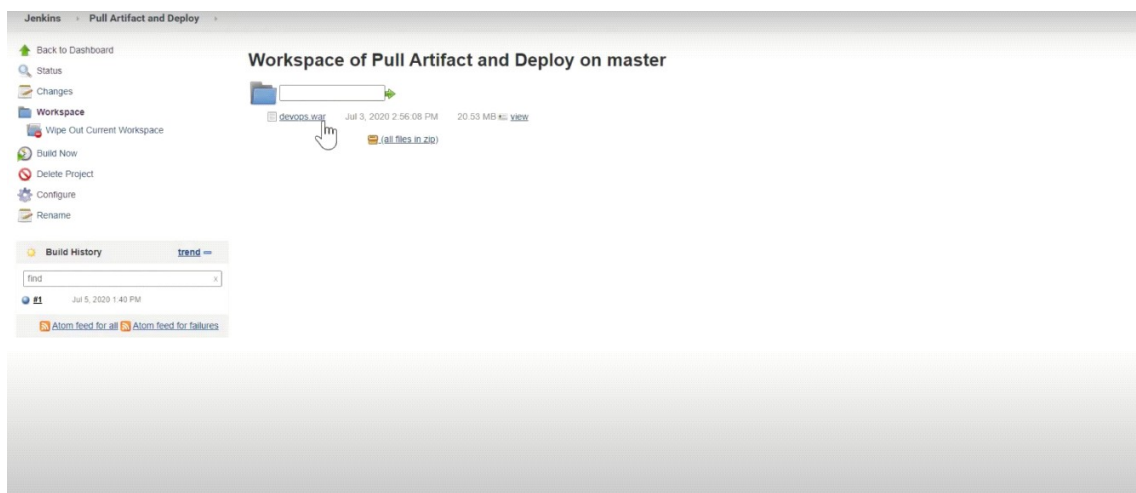 Jenkins Pull Artifact and Deploy
Back to Dashboard
Status
Changes
Workspace
Wipe Out Current Workspace
Build Now
Delete Project
Configure
Rename
Build History trend
find x
#1 Jul 5, 2020 1:40 PM
Atom feed for all Atom feed for failures
Workspace of Pull Artifact and Deploy on master
devops.war Jul 3, 2020 2:56:08 PM 20.53 MB view
(all files in zip)